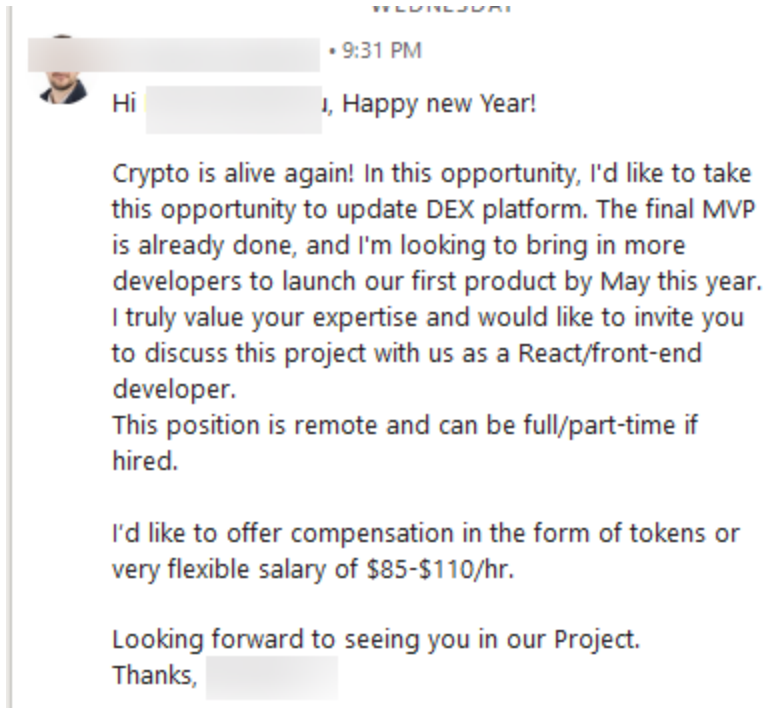 WEDNESDAY
• 9:31 PM
Hi u, Happy new Year!
Crypto is alive again! In this opportunity, I'd like to take
this opportunity to update DEX platform. The final MVP
is already done, and I'm looking to bring in more
developers to launch our first product by May this year.
I truly value your expertise and would like to invite you
to discuss this project with us as a React/front-end
developer.
This position is remote and can be full/part-time if
hired.
I'd like to offer compensation in the form of tokens or
very flexible salary of $85-$110/hr.
Looking forward to seeing you in our Project.
Thanks,